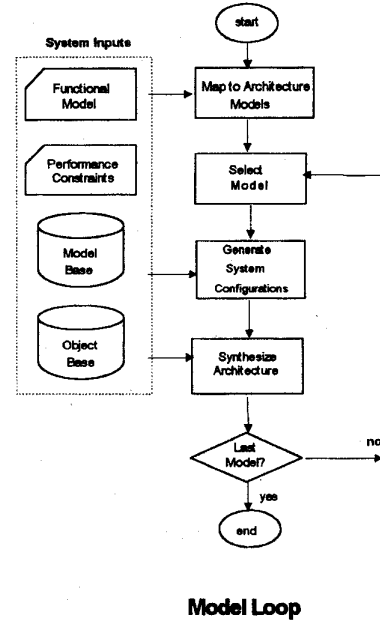 start
System Inputs
Functional
Model
Map to Architecture
Models
Performance
Constraints
Select
Model
Model
Base
Generate
System
Configurations
Object
Base
Synthesize
Architecture
Last
Model?
no
yes
end
Model Loop